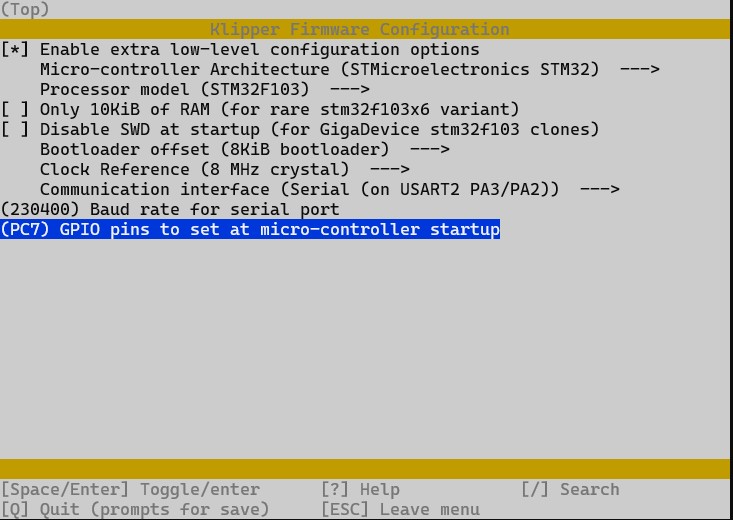 (Top)
Klipper Firmware Configuration
[*] Enable extra low-level configuration options
Micro-controller Architecture (STMicroelectronics STM32)  --->
Processor model (STM32F103)  --->
[ ] Only 10KiB of RAM (for rare stm32f103x6 variant)
[ ] Disable SWD at startup (for GigaDevice stm32f103 clones)
Bootloader offset (8KiB bootloader)  --->
Clock Reference (8 MHz crystal)  --->
Communication interface (Serial (on USART2 PA3/PA2))  --->
(230400) Baud rate for serial port
(PC7) GPIO pins to set at micro-controller startup
[Space/Enter] Toggle/enter      [?] Help            [/] Search
[Q] Quit (prompts for save)     [ESC] Leave menu